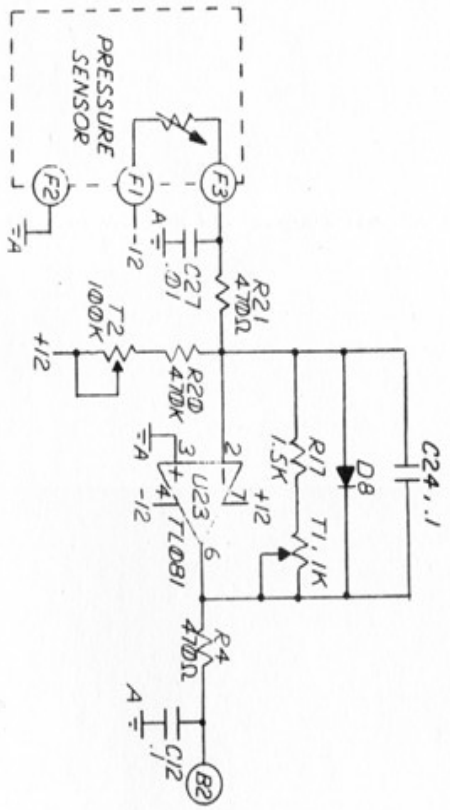 PRESSURE
SENSOR
F3
F1
F2
-12
A
A
C27
.01
R21
470Ω
T2
100K
+12
R20
470K
A
3
2
+
-
4
7
U23
-12
+12
TL081
6
R17
1.5K
T1, 1K
D8
C24, .1
R4
470Ω
A
C12
.1
B2